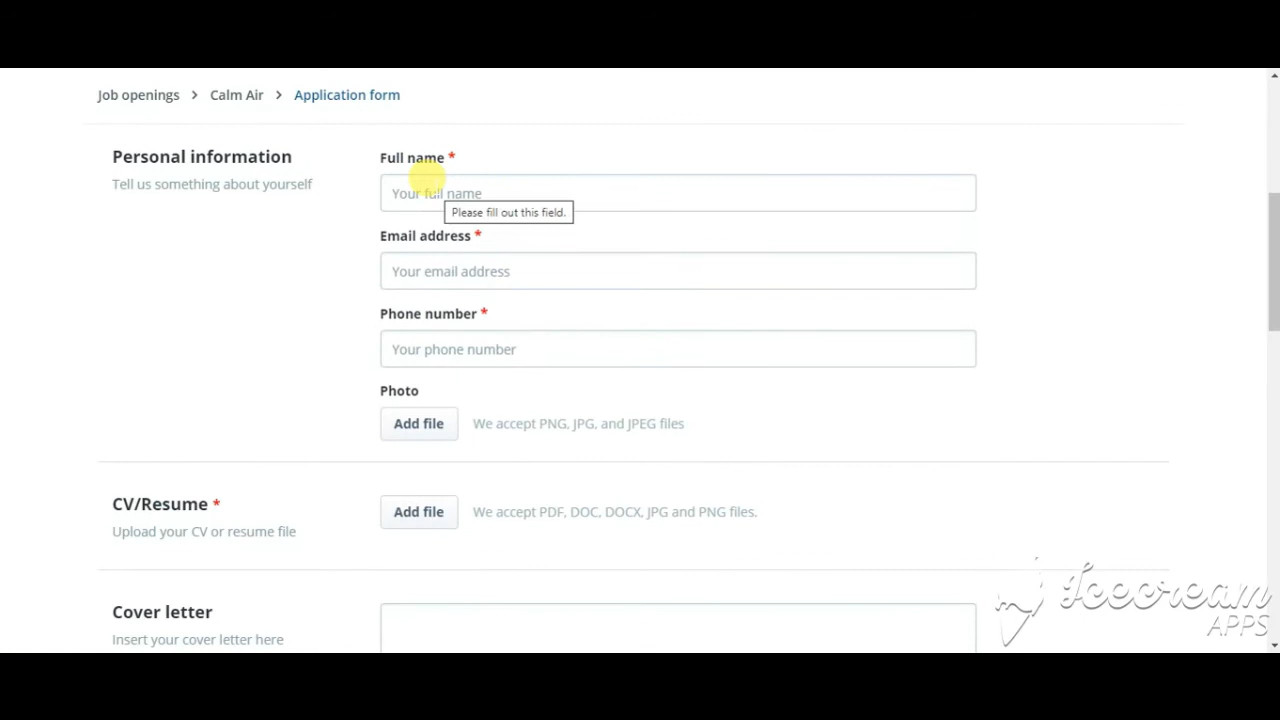 Job openings > Calm Air > Application form
Personal information
Tell us something about yourself
Full name *
Your full name
Please fill out this field.
Email address *
Your email address
Phone number *
Your phone number
Photo
Add file
We accept PNG, JPG, and JPEG files
CV/Resume *
Upload your CV or resume file
Add file
We accept PDF, DOC, DOCX, JPG and PNG files.
Cover letter
Insert your cover letter here
Icecream
APPS